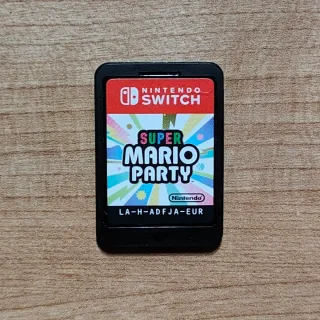 NINTENDO
SWITCH
SUPER
MARIO
PARTY
Nintendo
LA-H-ADFJA-EUR